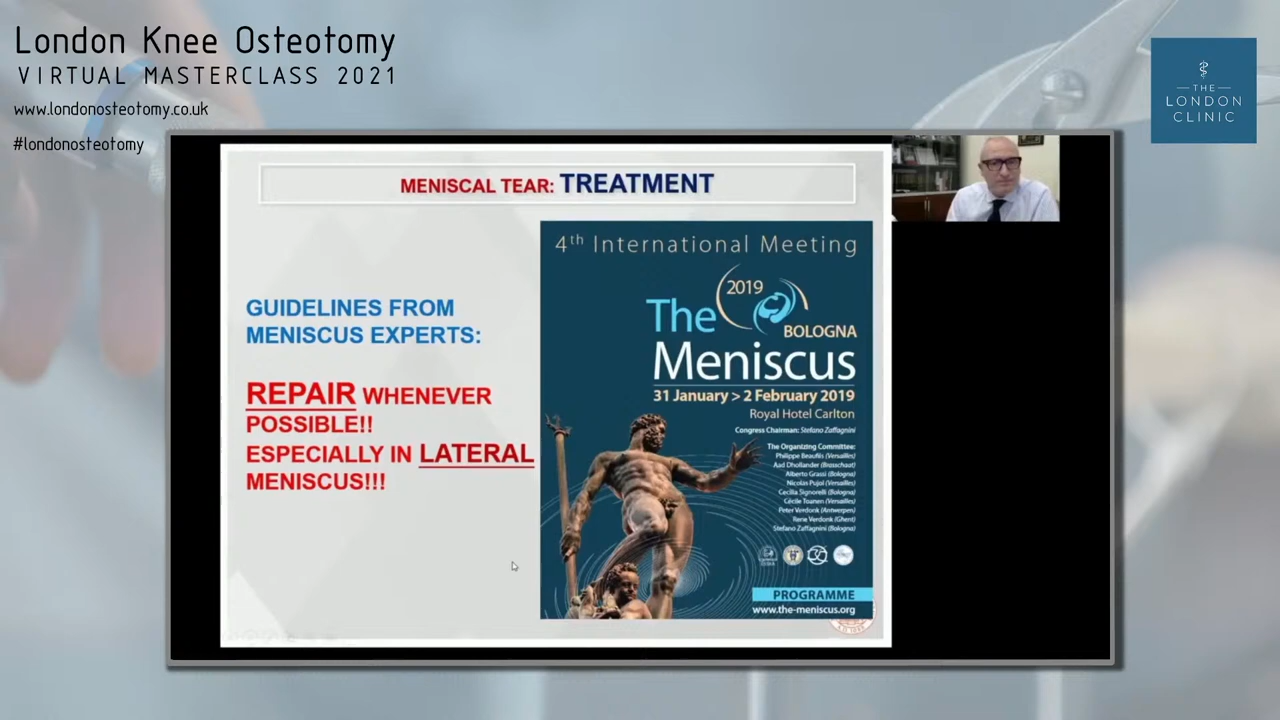 London Knee Osteotomy
VIRTUAL MASTERCLASS 2021
www.londonosteotomy.co.uk
#londonosteotomy
THE
LONDON
CLINIC
MENISCAL TEAR: TREATMENT
GUIDELINES FROM
MENISCUS EXPERTS:
REPAIR WHENEVER
POSSIBLE!!
ESPECIALLY IN LATERAL
MENISCUS!!!
4th International Meeting
2019
The
BOLOGNA
Meniscus
31 January > 2 February 2019
Royal Hotel Carlton
Congress Chairman: Stefano Zaffagnini
The Organizing Committee:
Philippe Beaufils (Versailles)
Aad Dhollander (Brasschaat)
Alberto Grassi (Bologna)
Nicolas Pujol (Versailles)
Cecilia Signorelli (Bologna)
Cécile Toanen (Versailles)
Peter Verdonk (Antwerpen)
Rene Verdonk (Ghent)
Stefano Zaffagnini (Bologna)
PROGRAMME
www.the-meniscus.org